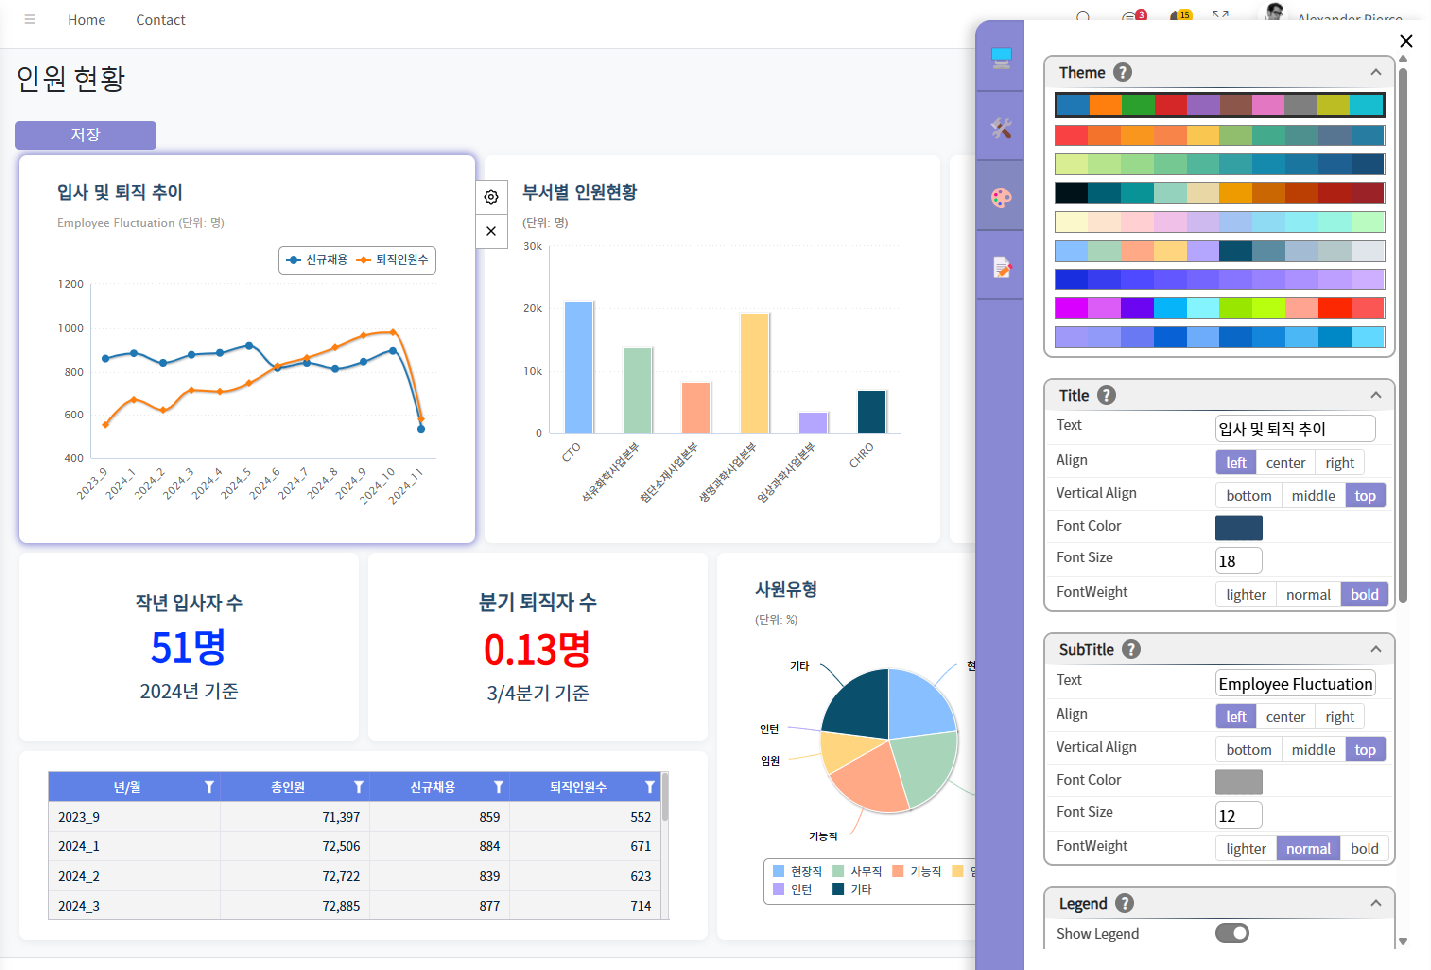 Home Contact
3 15 Alexander Pierce
인원 현황
저장
입사 및 퇴직 추이
Employee Fluctuation (단위: 명)
신규채용 퇴직인원수
1200
1000
800
600
400
2023_9 2024_1 _2024_2 2024_3 2024_4 2024_5 _2024_6 2024_7 _2024_8 2024_9 2024_10 2024_11
부서별 인원현황
(단위: 명)
30k
20k
10k
0
CTO 석유화학사업본부 첨단소재사업본부 생명과학사업본부 임상과학사업본부 CHRO
작년 입사자 수
51명
2024년 기준
분기 퇴직자 수
0.13명
3/4분기 기준
사원유형
(단위: %)
기타
인턴
임원
기능직
현장직 사무직 기능직
인턴 기타
년/월 총인원 신규채용 퇴직인원수
2023_9 71,397 859 552
2024_1 72,506 884 671
2024_2 72,722 839 623
2024_3 72,885 877 714
Theme ?
Title ?
Text 입사 및 퇴직 추이
Align left center right
Vertical Align bottom middle top
Font Color
Font Size 18
FontWeight lighter normal bold
SubTitle ?
Text Employee Fluctuation
Align left center right
Vertical Align bottom middle top
Font Color
Font Size 12
FontWeight lighter normal bold
Legend ?
Show Legend